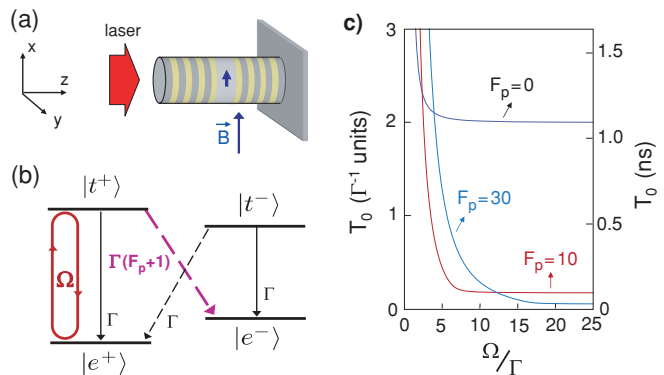 (a)
laser
x
z
y
B
(b)
|t⁺⟩
|t⁻⟩
Ω
Γ
Γ(Fₚ+1)
Γ
Γ
|e⁺⟩
|e⁻⟩
c)
T₀ (Γ⁻¹ units)
3
2
1
0
Fₚ=0
Fₚ=30
Fₚ=10
1.5
1
0.5
0
T₀ (ns)
0 5 10 15 20 25
Ω/Γ